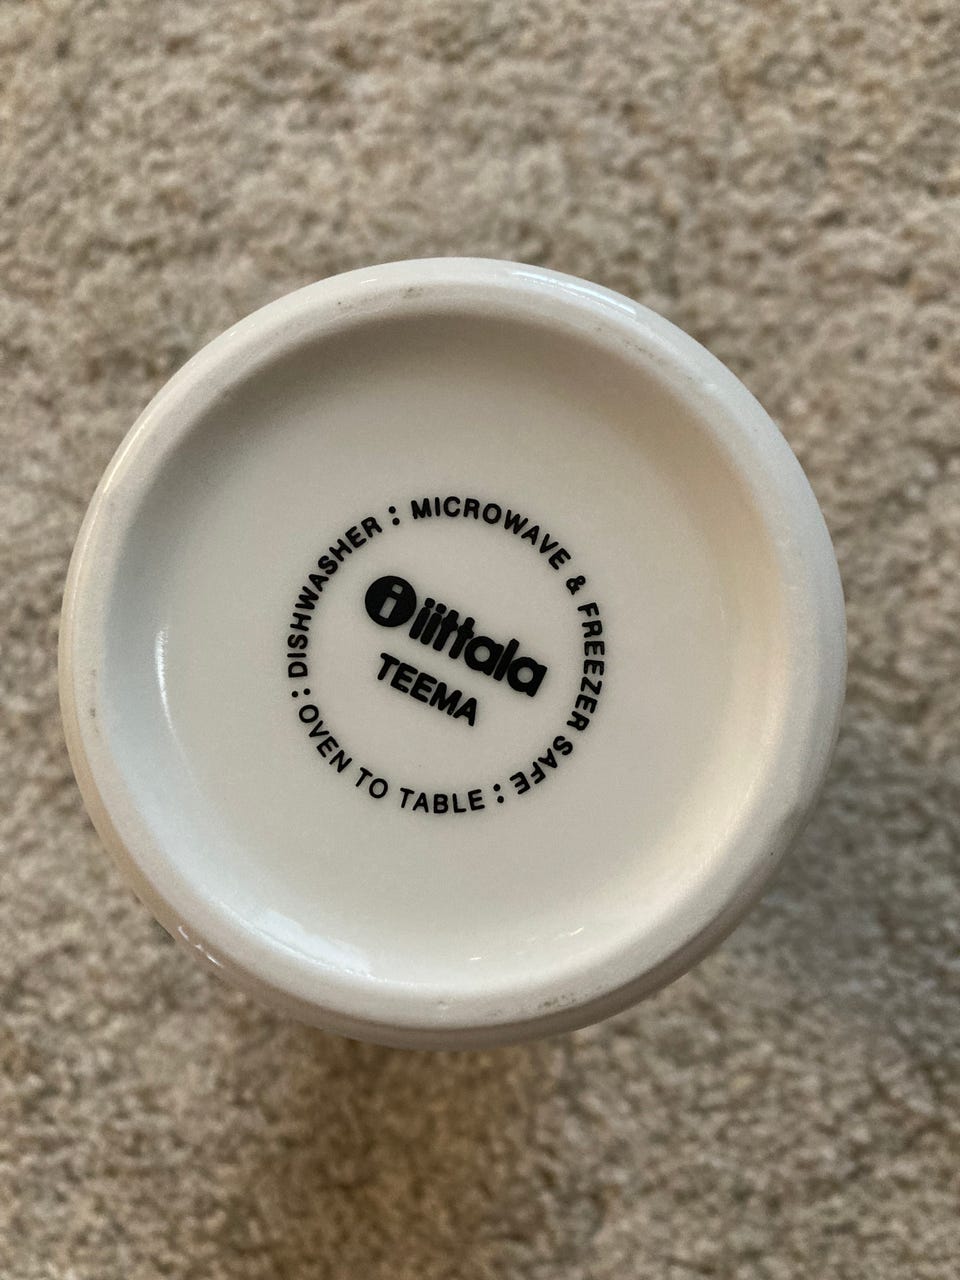 : DISHWASHER : MICROWAVE & FREEZER SAFE : OVEN TO TABLE
i iittala
TEEMA